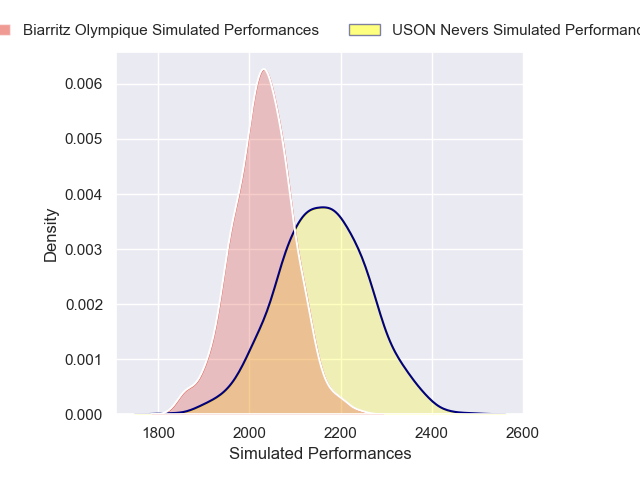 Biarritz Olympique Simulated Performances
USON Nevers Simulated
0.006
0.005
0.004
0.003
0.002
0.001
0.000
Density
1800 2000 2200 2400 2600
Simulated Performances